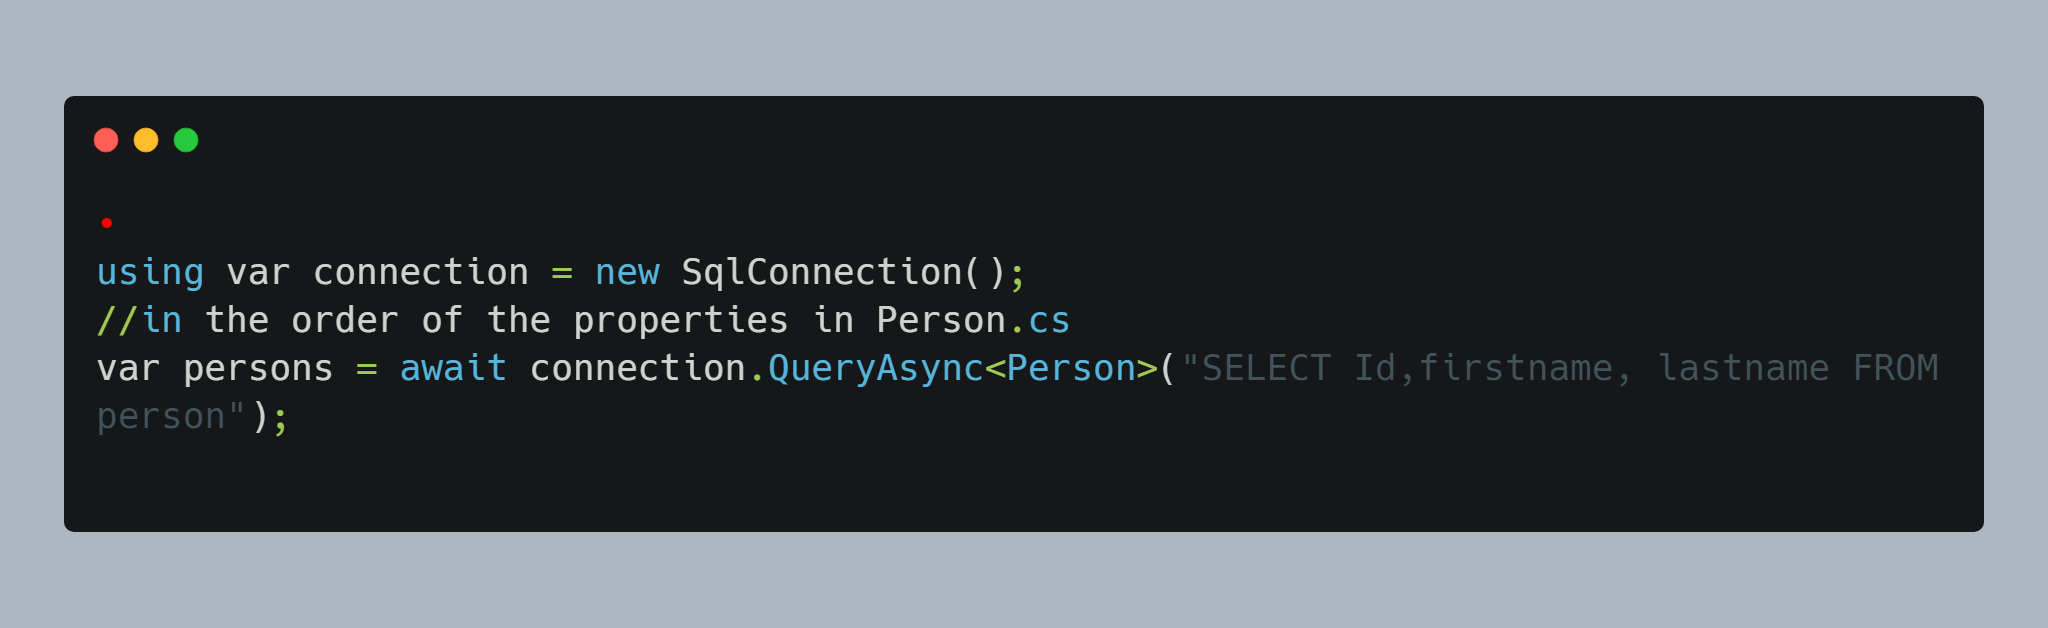 using var connection = new SqlConnection();
//in the order of the properties in Person.cs
var persons = await connection.QueryAsync<Person>("SELECT Id,firstname, lastname FROM
person");